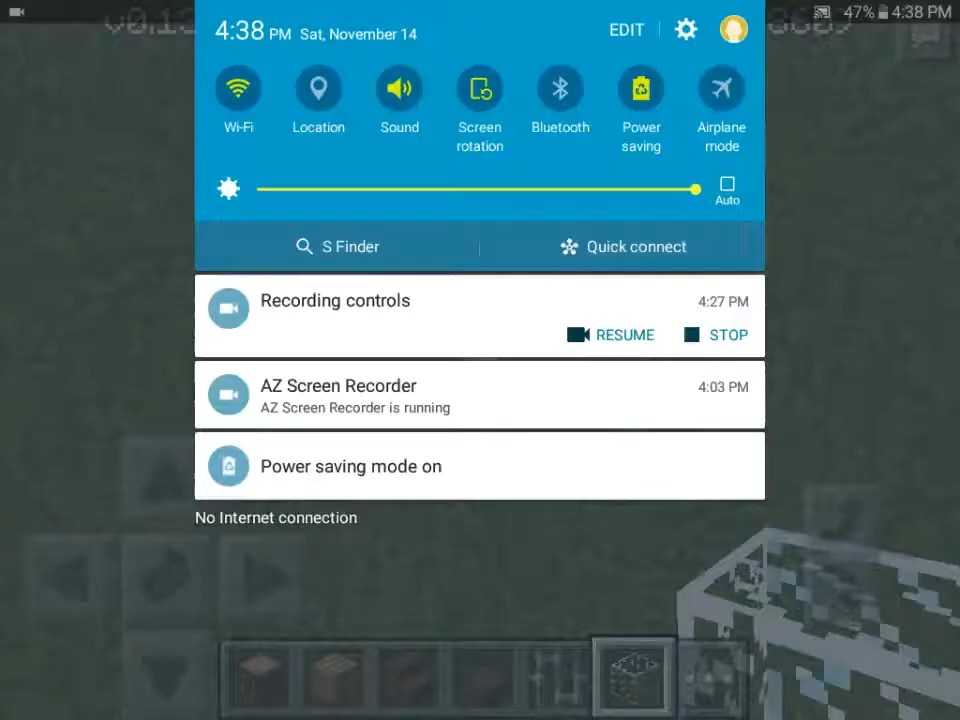 v0.12
47% 4:38 PM
4:38 PM Sat, November 14
EDIT
Wi-Fi
Location
Sound
Screen
rotation
Bluetooth
Power
saving
Airplane
mode
Auto
S Finder
Quick connect
Recording controls
4:27 PM
RESUME
STOP
AZ Screen Recorder
4:03 PM
AZ Screen Recorder is running
Power saving mode on
No Internet connection